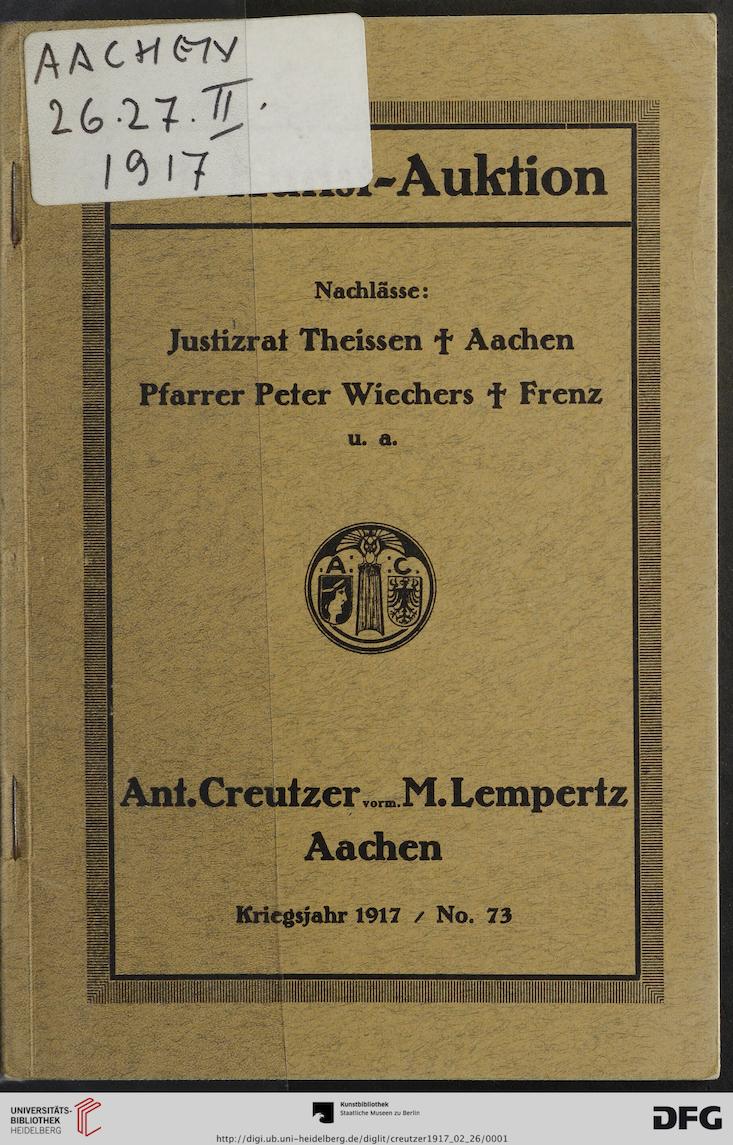 AACHEN
26.27.II.
1917
-Auktion
Nachlässe:
Justizrat Theissen † Aachen
Pfarrer Peter Wiechers † Frenz
u. a.
.A. .C.
Ant. Creutzer vorm. M. Lempertz
Aachen
Kriegsjahr 1917 / No. 73
UNIVERSITÄTS-
BIBLIOTHEK
HEIDELBERG
Kunstbibliothek
Staatliche Museen zu Berlin
DFG
http://digi.ub.uni-heidelberg.de/diglit/creutzer1917_02_26/0001